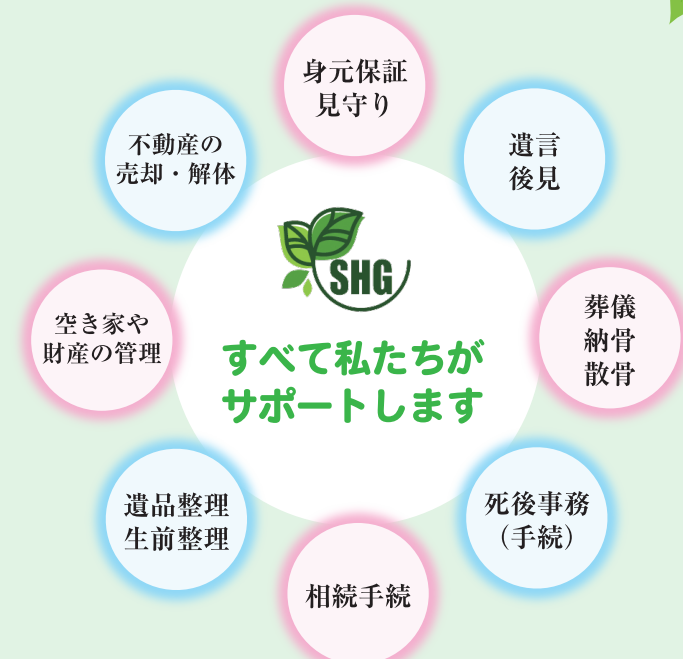 身元保証
見守り
遺言
後見
葬儀
納骨
散骨
死後事務
（手続）
相続手続
遺品整理
生前整理
空き家や
財産の管理
不動産の
売却・解体
SHG
すべて私たちが
サポートします